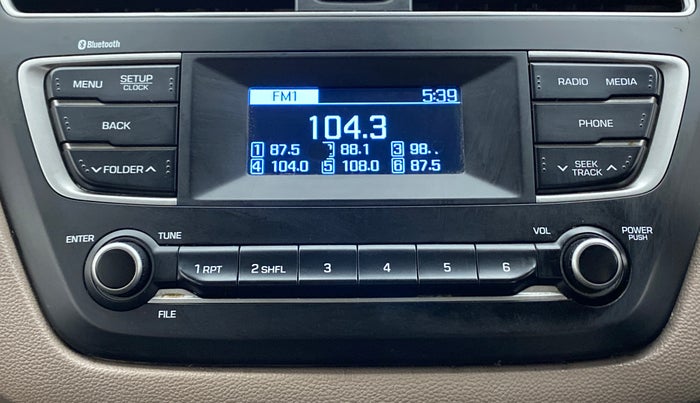 Bluetooth
MENU SETUP CLOCK
BACK
∨ FOLDER ∧
FM1 5:39
104.3
1 87.5 2 88.1 3 98..
4 104.0 5 108.0 6 87.5
RADIO MEDIA
PHONE
∨ SEEK TRACK ∧
ENTER TUNE
FILE
1 RPT 2 SHFL 3 4 5 6
VOL POWER PUSH